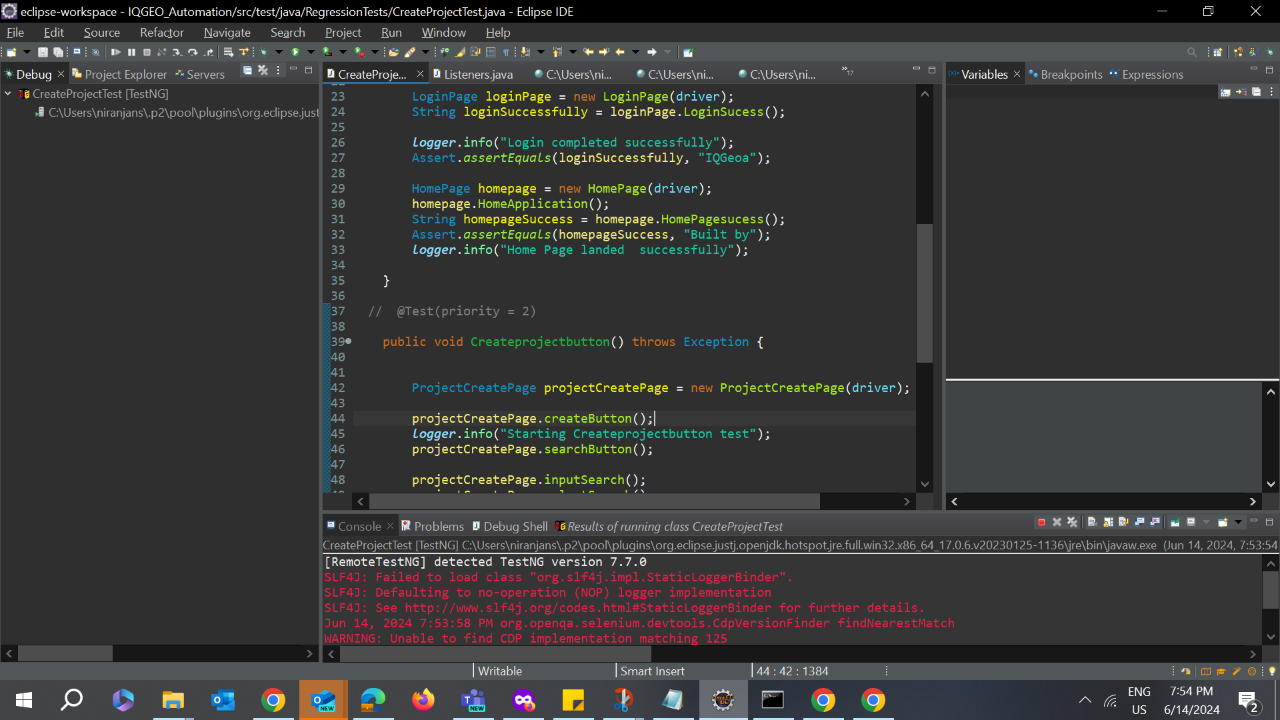 eclipse-workspace - IQGEO_Automation/src/test/java/RegressionTests/CreateProjectTest.java - Eclipse IDE
File Edit Source Refactor Navigate Search Project Run Window Help
Debug Project Explorer Servers
CreateProje... Listeners.java C:\Users\ni... C:\Users\ni... C:\Users\ni... »17
Variables Breakpoints Expressions
CreateProjectTest [TestNG]
C:\Users\niranjans\.p2\pool\plugins\org.eclipse.just
23 LoginPage loginPage = new LoginPage(driver);
24 String loginSuccessfully = loginPage.LoginSucess();
25
26 logger.info("Login completed successfully");
27 Assert.assertEquals(loginSuccessfully, "IQGeoa");
28
29 HomePage homepage = new HomePage(driver);
30 homepage.HomeApplication();
31 String homepageSuccess = homepage.HomePagesucess();
32 Assert.assertEquals(homepageSuccess, "Built by");
33 logger.info("Home Page landed  successfully");
34
35 }
36
37 //  @Test(priority = 2)
38
39 public void Createprojectbutton() throws Exception {
40
41
42 ProjectCreatePage projectCreatePage = new ProjectCreatePage(driver);
43
44 projectCreatePage.createButton();
45 logger.info("Starting Createprojectbutton test");
46 projectCreatePage.searchButton();
47
48 projectCreatePage.inputSearch();
Console Problems Debug Shell Results of running class CreateProjectTest
CreateProjectTest [TestNG] C:\Users\niranjans\.p2\pool\plugins\org.eclipse.justj.openjdk.hotspot.jre.full.win32.x86_64_17.0.6.v20230125-1136\jre\bin\javaw.exe (Jun 14, 2024, 7:53:54
[RemoteTestNG] detected TestNG version 7.7.0
SLF4J: Failed to load class "org.slf4j.impl.StaticLoggerBinder".
SLF4J: Defaulting to no-operation (NOP) logger implementation
SLF4J: See http://www.slf4j.org/codes.html#StaticLoggerBinder for further details.
Jun 14, 2024 7:53:58 PM org.openqa.selenium.devtools.CdpVersionFinder findNearestMatch
WARNING: Unable to find CDP implementation matching 125
Writable Smart Insert 44 : 42 : 1384
ENG 7:54 PM
US 6/14/2024 2